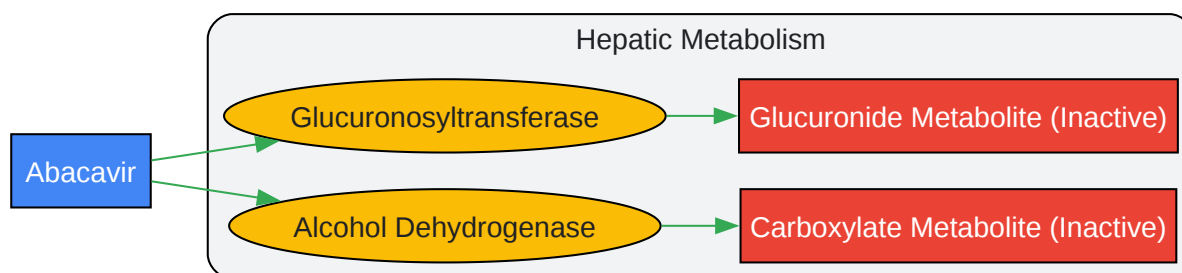 Hepatic Metabolism
Glucuronosyltransferase
Glucuronide Metabolite (Inactive)
Abacavir
Alcohol Dehydrogenase
Carboxylate Metabolite (Inactive)